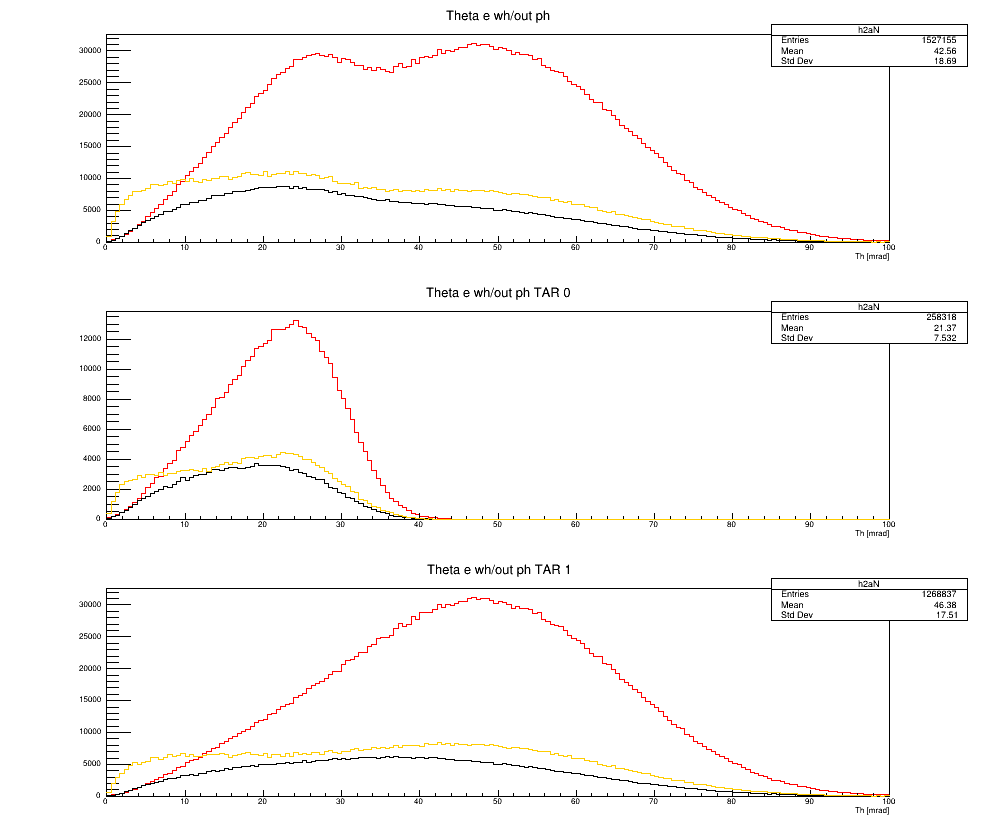 Theta e wh/out ph
h2aN
Entries 1527155
Mean 42.56
Std Dev 18.69
30000
25000
20000
15000
10000
5000
0
0 10 20 30 40 50 60 70 80 90 100
Th [mrad]
Theta e wh/out ph TAR 0
h2aN
Entries 258318
Mean 21.37
Std Dev 7.532
12000
10000
8000
6000
4000
2000
0
0 10 20 30 40 50 60 70 80 90 100
Th [mrad]
Theta e wh/out ph TAR 1
h2aN
Entries 1268837
Mean 46.38
Std Dev 17.51
30000
25000
20000
15000
10000
5000
0
0 10 20 30 40 50 60 70 80 90 100
Th [mrad]